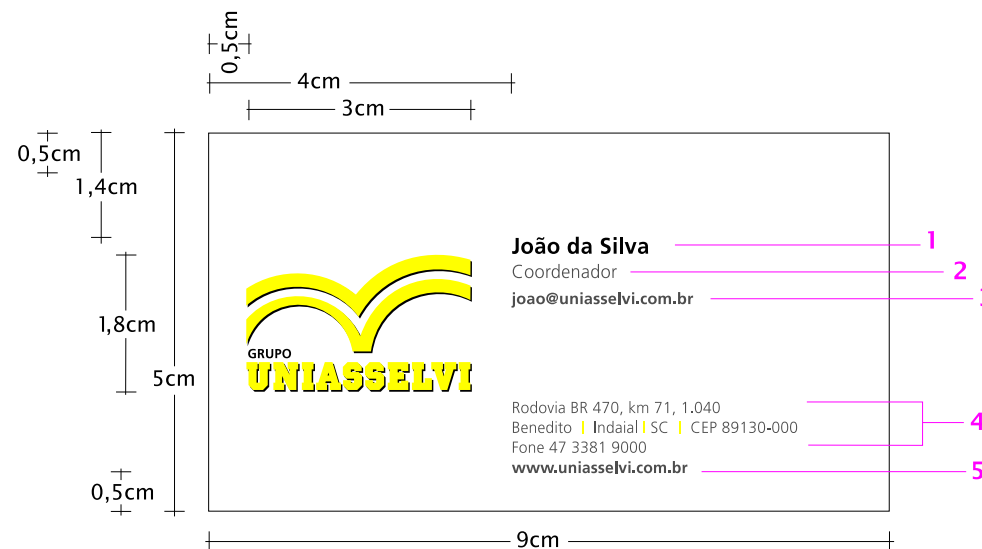 0,5cm
4cm
3cm
0,5cm
1,4cm
1,8cm
5cm
0,5cm
João da Silva
1
Coordenador
2
joao@uniasselvi.com.br
GRUPO
UNIASSELVI
Rodovia BR 470, km 71, 1.040
Benedito | Indaial | SC | CEP 89130-000
Fone 47 3381 9000
4
www.uniasselvi.com.br
5
9cm